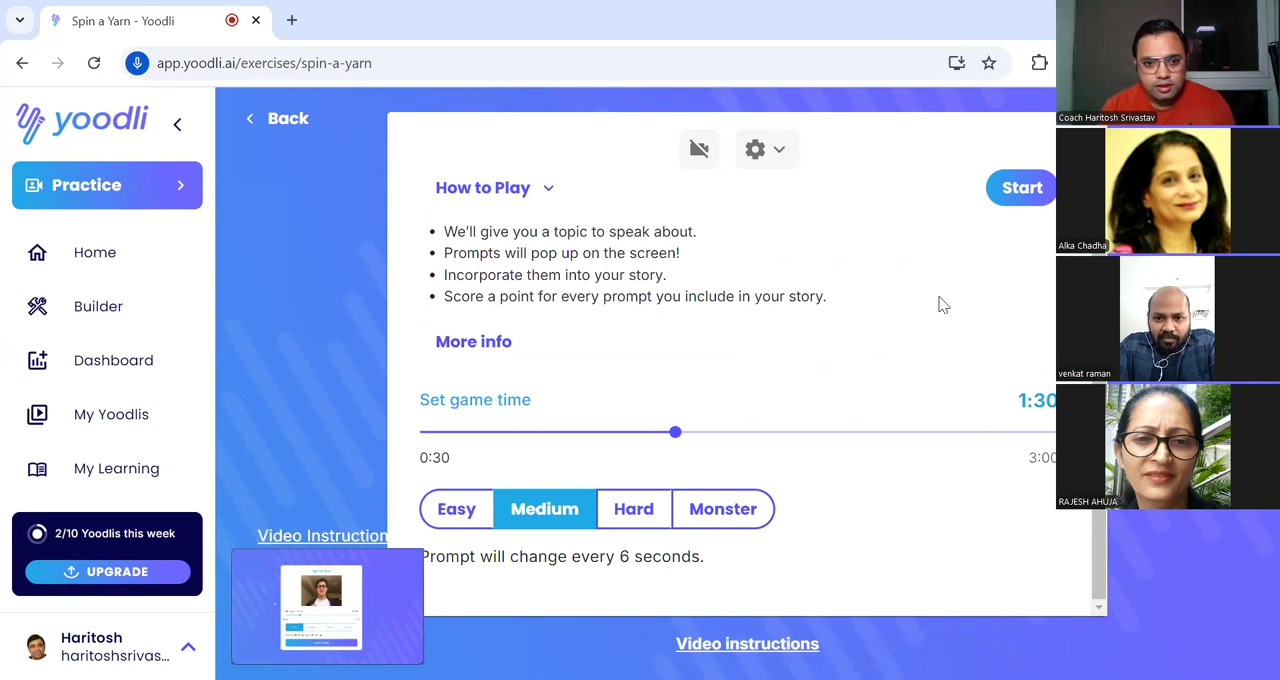 Spin a Yarn - Yoodli
app.yoodli.ai/exercises/spin-a-yarn
yoodli
Practice
Home
Builder
Dashboard
My Yoodlis
My Learning
2/10 Yoodlis this week
UPGRADE
Haritosh
haritoshsrivas...
Back
How to Play
Start
• We'll give you a topic to speak about.
• Prompts will pop up on the screen!
• Incorporate them into your story.
• Score a point for every prompt you include in your story.
More info
Set game time
1:30
0:30
3:00
Easy
Medium
Hard
Monster
Prompt will change every 6 seconds.
Video Instruction
Video instructions
Coach Haritosh Srivastav
Alka Chadha
venkat raman
RAJESH AHUJA